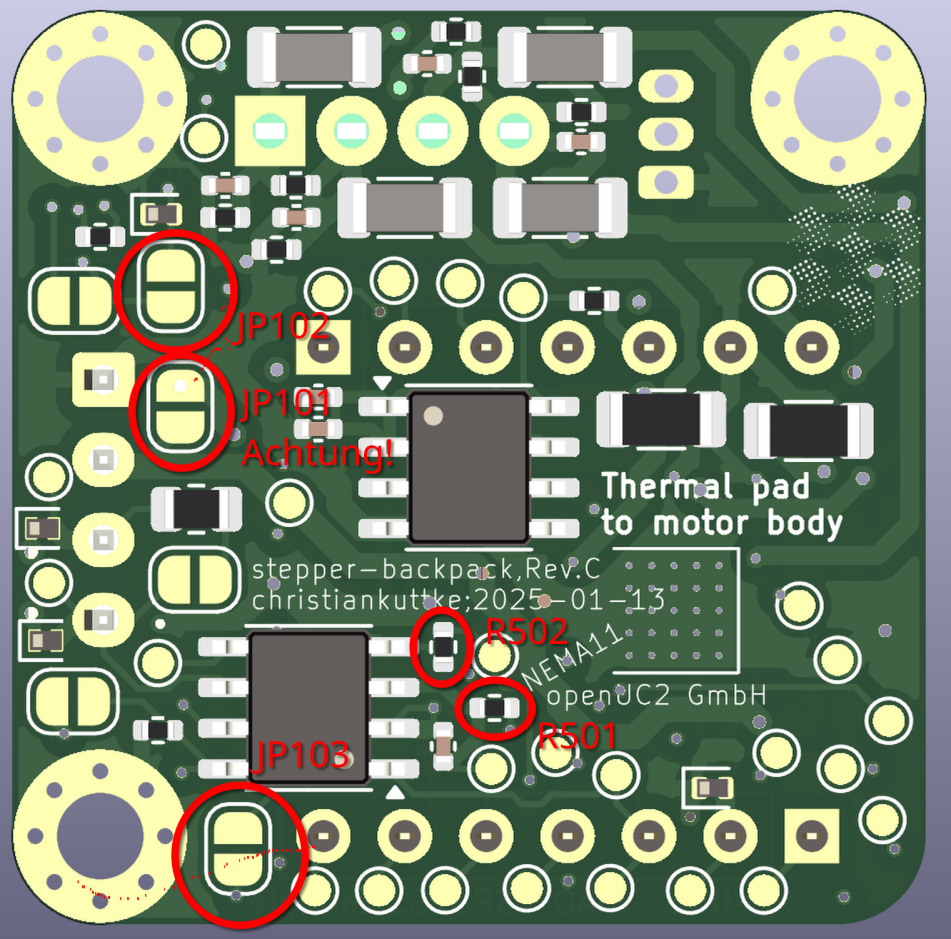 JP102
JP101
Achtung!
Thermal pad
to motor body
stepper-backpack,Rev.C
christiankuttke;2025-01-13
R502
NEMA11
openUC2 GmbH
R501
JP103